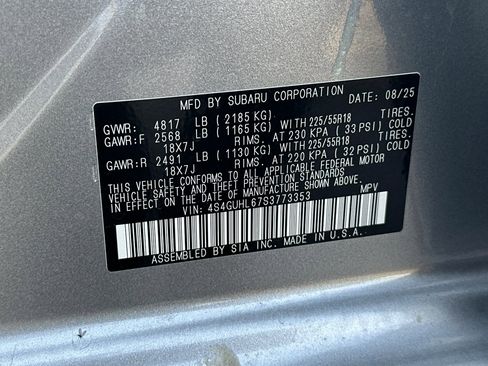 MFD BY SUBARU CORPORATION DATE: 08/25
GVWR: 4817 LB (2185 KG)
GAWR:F 2568 LB (1165 KG) WITH 225/55R18 TIRES.
18X7J RIMS. AT 230 KPA (33 PSI) COLD
GAWR:R 2491 LB (1130 KG) WITH 225/55R18 TIRES.
18X7J RIMS. AT 220 KPA (32 PSI) COLD
THIS VEHICLE CONFORMS TO ALL APPLICABLE FEDERAL MOTOR
VEHICLE SAFETY AND THEFT PREVENTION STANDARDS IN
EFFECT ON THE DATE OF MANUFACTURE SHOWN ABOVE.
VIN: 4S4GUHL67S3773353 MPV
ASSEMBLED BY SIA INC. MADE IN U.S.A.